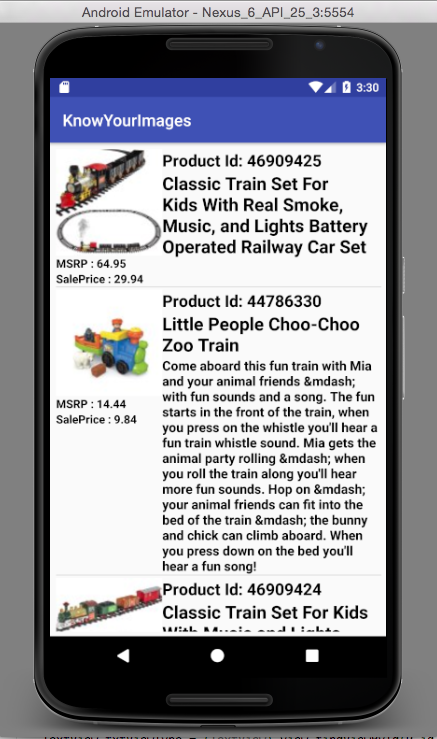 Android Emulator - Nexus_6_API_25_3:5554
3:30
KnowYourImages
Product Id: 46909425
Classic Train Set For
Kids With Real Smoke,
Music, and Lights Battery
Operated Railway Car Set
MSRP : 64.95
SalePrice : 29.94
Product Id: 44786330
Little People Choo-Choo
Zoo Train
Come aboard this fun train with Mia
and your animal friends &mdash;
with fun sounds and a song. The fun
starts in the front of the train, when
you press on the whistle you'll hear a
fun train whistle sound. Mia gets the
animal party rolling &mdash; when
you roll the train along you'll hear
more fun sounds. Hop on &mdash;
your animal friends can fit into the
bed of the train &mdash; the bunny
and chick can climb aboard. When
you press down on the bed you'll
hear a fun song!
MSRP : 14.44
SalePrice : 9.84
Product Id: 46909424
Classic Train Set For Kids
With Music and Lights